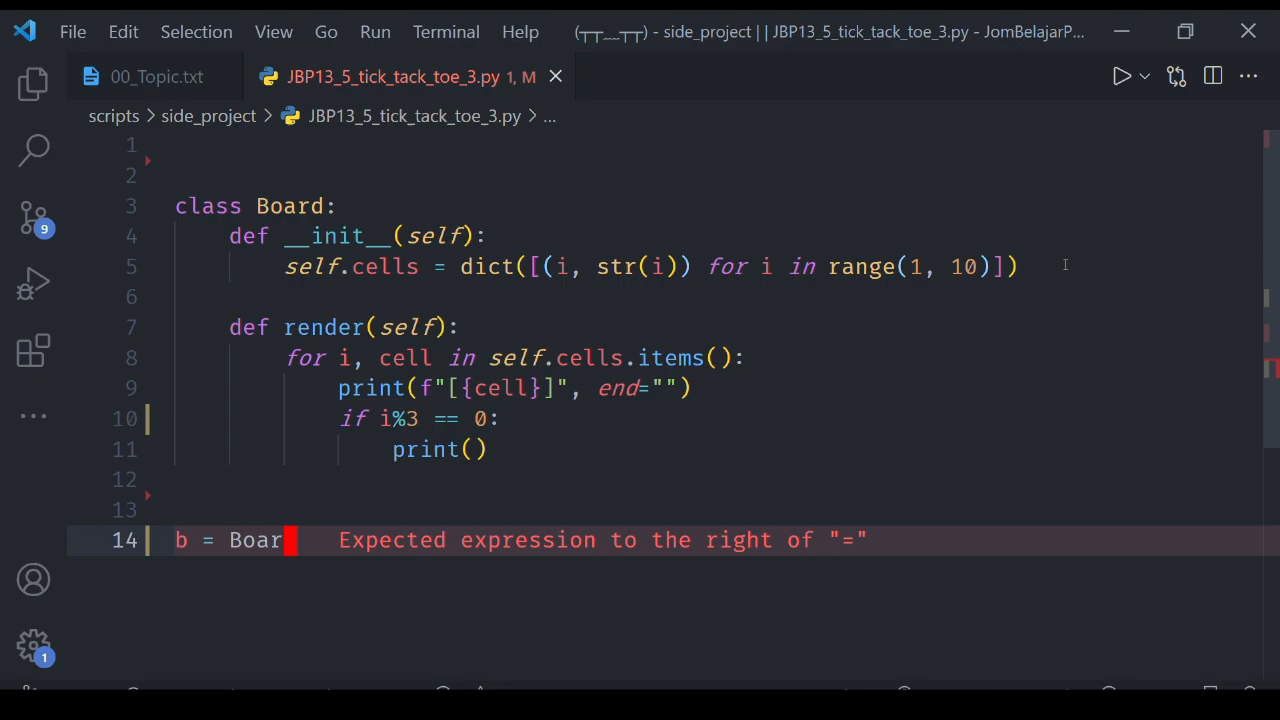 File Edit Selection View Go Run Terminal Help (┬┬﹏┬┬) - side_project || JBP13_5_tick_tack_toe_3.py - JomBelajarP...
00_Topic.txt JBP13_5_tick_tack_toe_3.py 1, M
scripts > side_project > JBP13_5_tick_tack_toe_3.py > ...
1
2
3 class Board:
4 def __init__(self):
5 self.cells = dict([(i, str(i)) for i in range(1, 10)])
6
7 def render(self):
8 for i, cell in self.cells.items():
9 print(f"[{cell}]", end="")
10 if i%3 == 0:
11 print()
12
13
14 b = Boar Expected expression to the right of "="
9
1